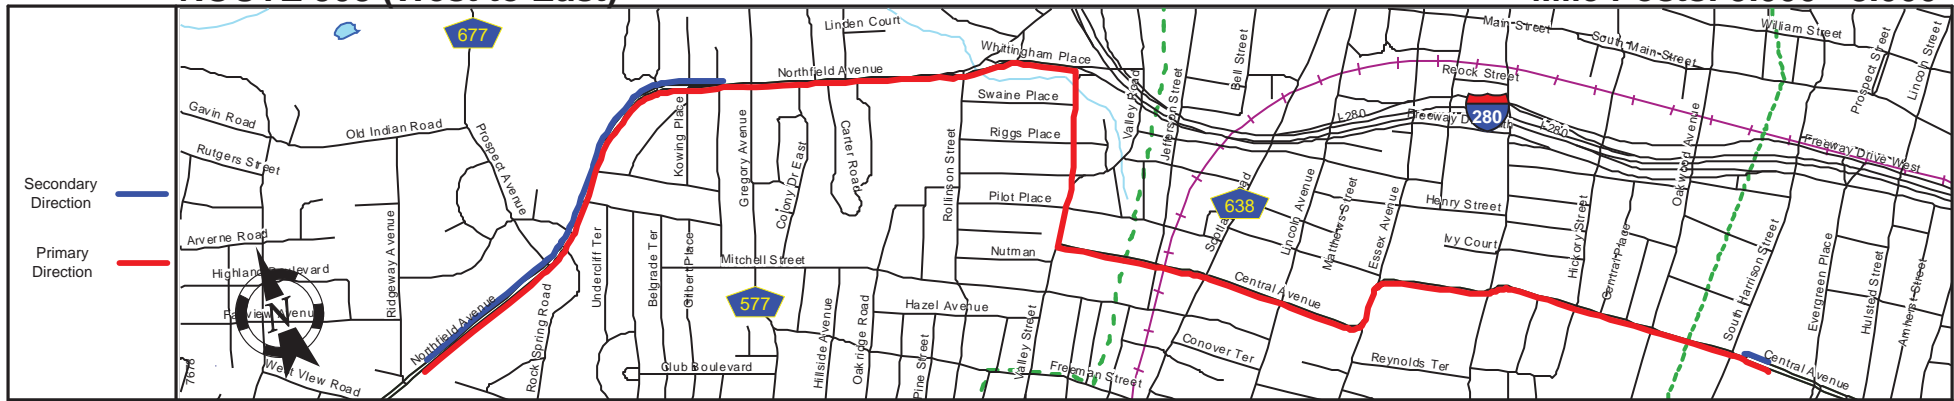 Secondary
Direction
Primary
Direction
677
Linden Court
Whittingham Place
Northfield Avenue
Main Street
South Main Street
William Street
Prospect Street
Lincoln Street
Bell Street
Reock Street
Valley Road
Jefferson Street
Swaine Place
Gavin Road
Old Indian Road
Prospect Avenue
Kowing Place
Gregory Avenue
Carter Road
Colony Dr East
Rollinson Street
Riggs Place
I-280
280
I-280
Oakwood Avenue
Freeway Drive West
Rutgers Street
Pilot Place
638
Lincoln Avenue
Matthews Street
Essex Avenue
Henry Street
Hickory Street
Ivy Court
Central Place
South Harrison Street
Evergreen Place
Hulsted Street
Amherst Street
Arverne Road
Ridgeway Avenue
Undercliff Ter
Belgrade Ter
Gilbert Place
Mitchell Street
Nutman
Highland Boulevard
Fairview Avenue
N
577
Central Avenue
Northfield Avenue
Rock Spring Road
Hillside Avenue
Oakridge Road
Hazel Avenue
Pine Street
Valley Street
Freeman Street
Conover Ter
Reynolds Ter
Central Avenue
Club Boulevard
West View Road
7678